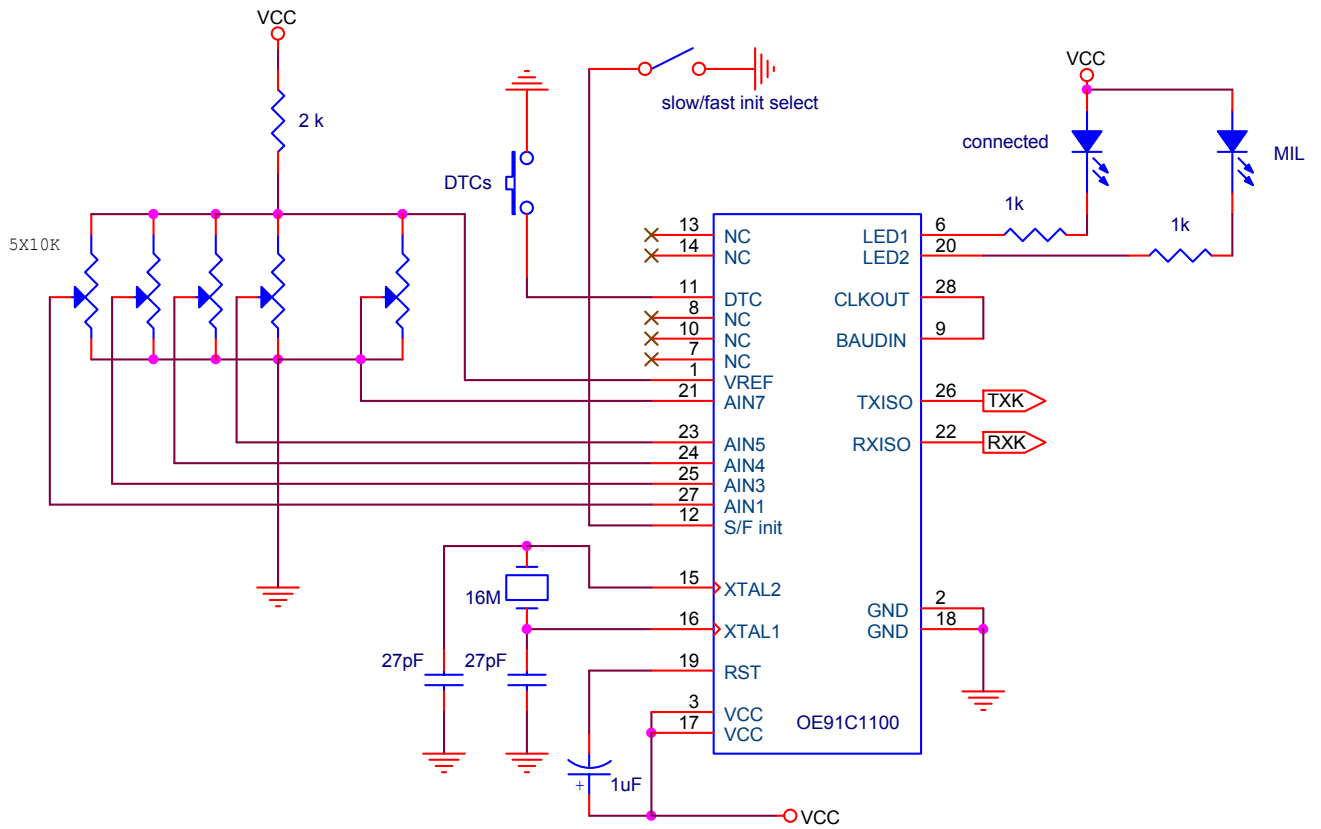 VCC
2 k
5X10K
DTCs
slow/fast init select
VCC
connected
MIL
1k
1k
13 NC
14 NC
11 DTC
8 NC
10 NC
7 NC
1 VREF
21 AIN7
23 AIN5
24 AIN4
25 AIN3
27 AIN1
12 S/F init
15 XTAL2
16 XTAL1
19 RST
3 VCC
17 VCC
LED1 6
LED2 20
CLKOUT 28
BAUDIN 9
TXISO 26 TXK
RXISO 22 RXK
GND 2
GND 18
OE91C1100
16M
27pF
27pF
+
1uF
VCC